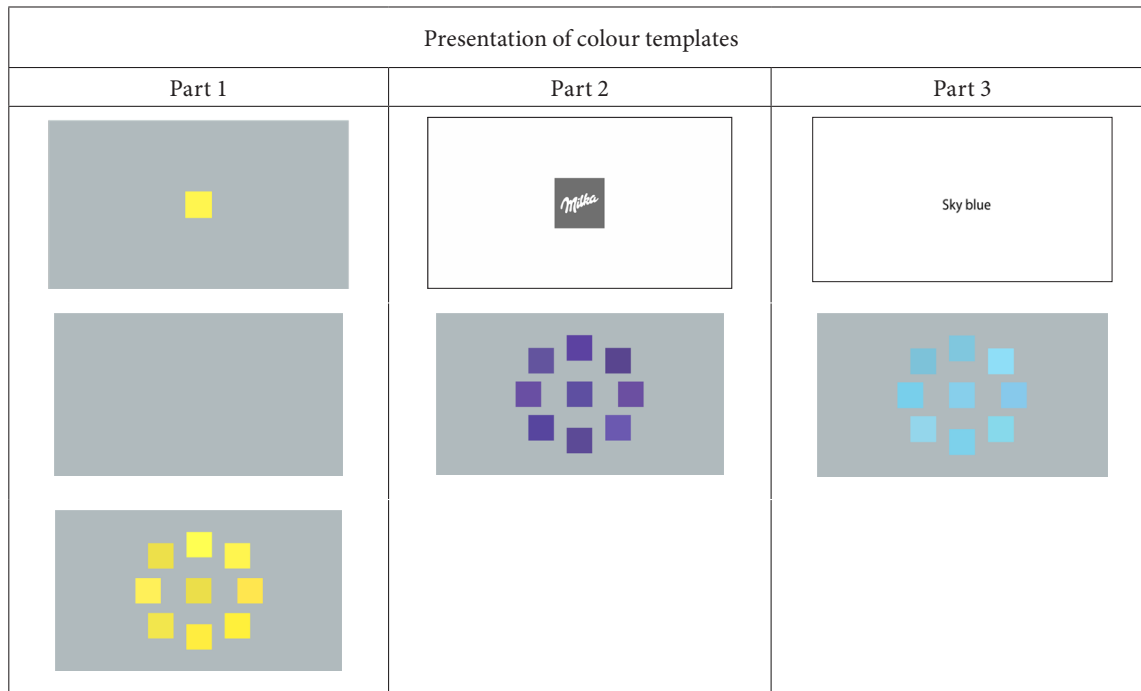 Presentation of colour templates
Part 1
Part 2
Part 3
Milka
Sky blue